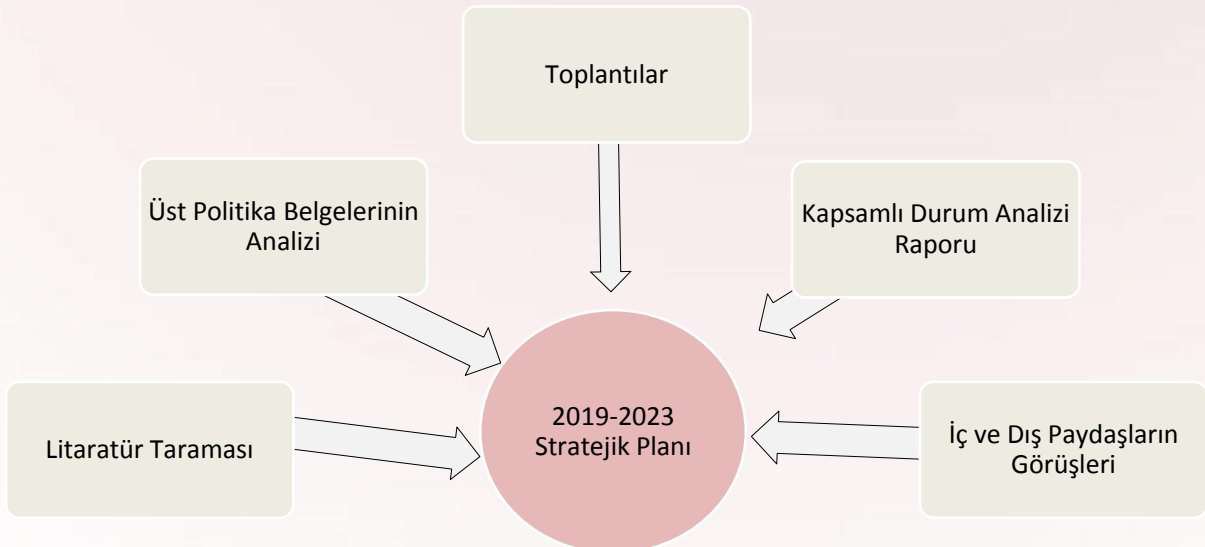 Toplantılar
Üst Politika Belgelerinin
Analizi
Kapsamlı Durum Analizi
Raporu
Litaratür Taraması
2019-2023
Stratejik Planı
İç ve Dış Paydaşların
Görüşleri